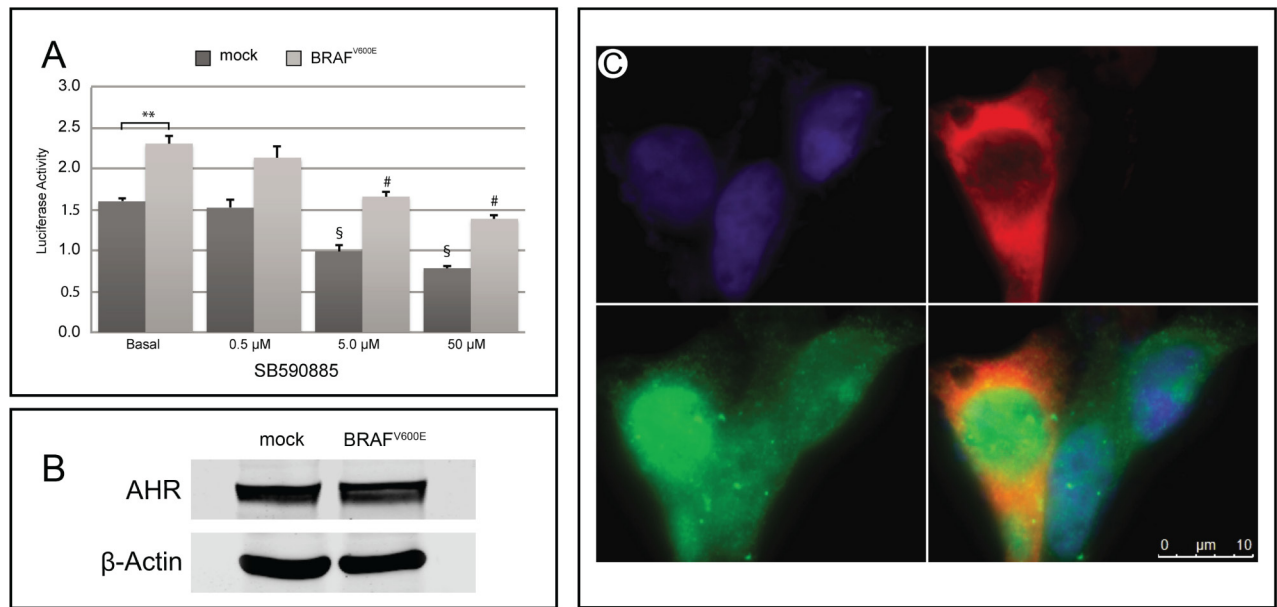 A
mock
BRAF^V600E
3.0
2.5
2.0
1.5
1.0
0.5
0.0
Luciferase Activity
**
§
#
§
#
Basal
0.5 µM
5.0 µM
50 µM
SB590885
B
mock
BRAF^V600E
AHR
β-Actin
C
0 µm 10